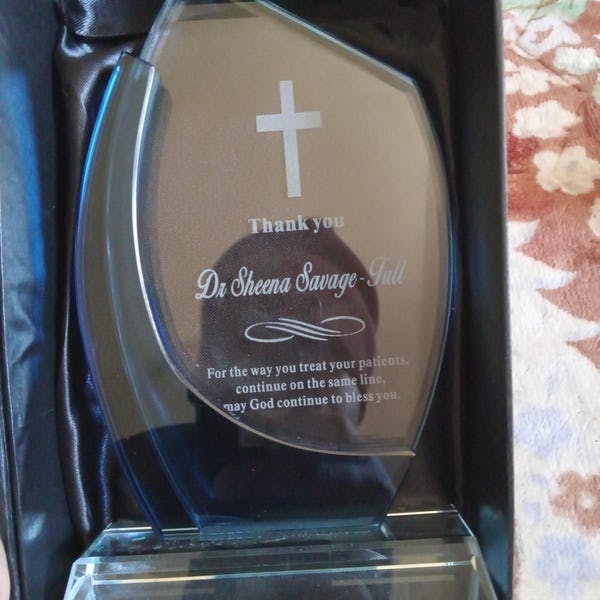 Thank you
Dr Sheena Savage - Tull
For the way you treat your patients,
continue on the same line,
may God continue to bless you.